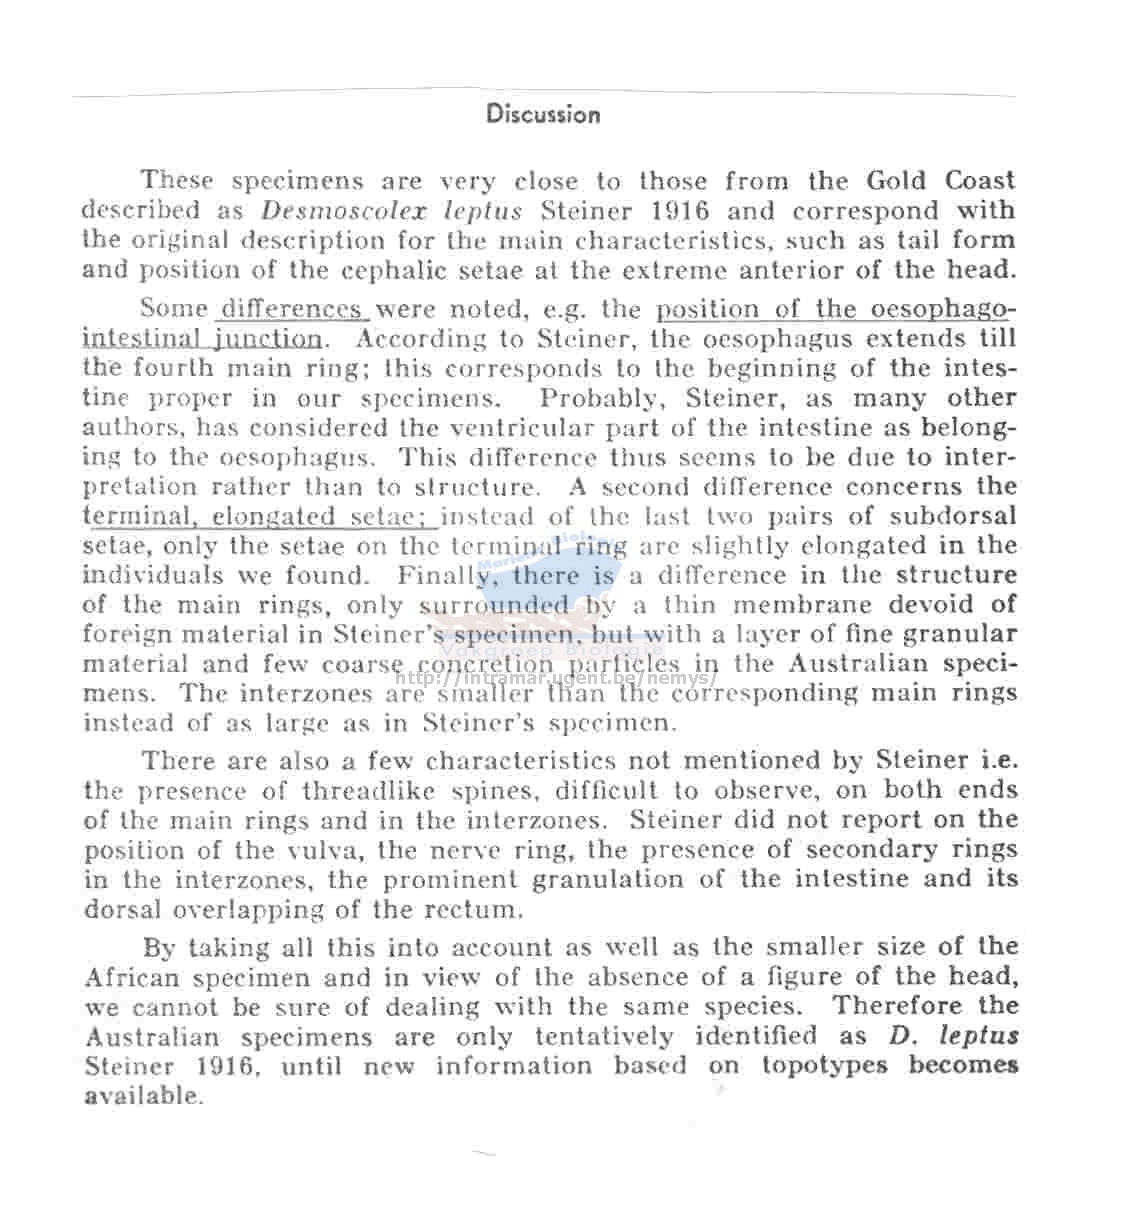 Discussion
These specimens are very close to those from the Gold Coast
described as Desmoscolex leptus Steiner 1916 and correspond with
the original description for the main characteristics, such as tail form
and position of the cephalic setae at the extreme anterior of the head.
Some differences were noted, e.g. the position of the oesophago-
intestinal junction. According to Steiner, the oesophagus extends till
the fourth main ring; this corresponds to the beginning of the intes-
tine proper in our specimens. Probably, Steiner, as many other
authors, has considered the ventricular part of the intestine as belong-
ing to the oesophagus. This difference thus seems to be due to inter-
pretation rather than to structure. A second difference concerns the
terminal, elongated setae; instead of the last two pairs of subdorsal
setae, only the setae on the terminal ring are slightly elongated in the
individuals we found. Finally, there is a difference in the structure
of the main rings, only surrounded by a thin membrane devoid of
foreign material in Steiner's specimen, but with a layer of fine granular
material and few coarse concretion particles in the Australian speci-
mens. The interzones are smaller than the corresponding main rings
instead of as large as in Steiner's specimen.
There are also a few characteristics not mentioned by Steiner i.e.
the presence of threadlike spines, difficult to observe, on both ends
of the main rings and in the interzones. Steiner did not report on the
position of the vulva, the nerve ring, the presence of secondary rings
in the interzones, the prominent granulation of the intestine and its
dorsal overlapping of the rectum.
By taking all this into account as well as the smaller size of the
African specimen and in view of the absence of a figure of the head,
we cannot be sure of dealing with the same species. Therefore the
Australian specimens are only tentatively identified as D. leptus
Steiner 1916, until new information based on topotypes becomes
available.
Marine Biology
Vakgroep Biologie
http://intramar.ugent.be/nemys/